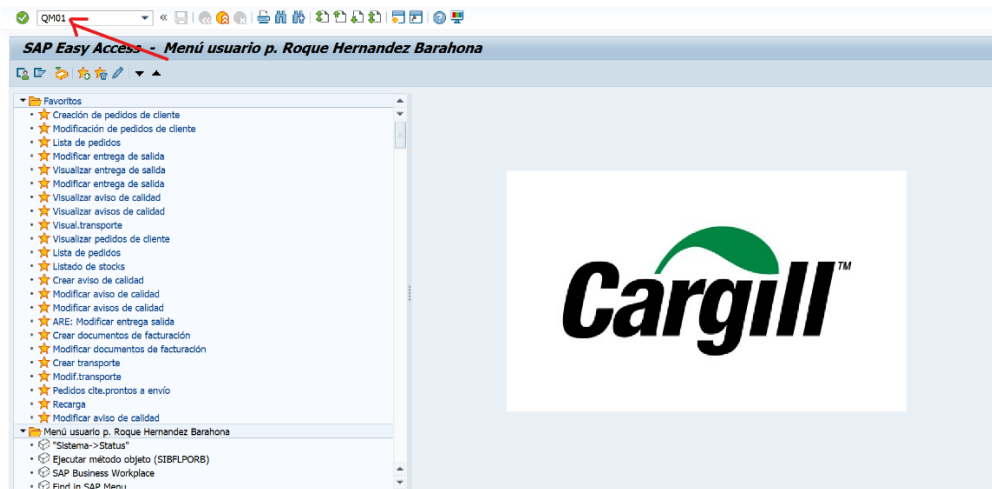 QM01
SAP Easy Access - Menú usuario p. Roque Hernandez Barahona
Favoritos
Creación de pedidos de cliente
Modificación de pedidos de cliente
Lista de pedidos
Modificar entrega de salida
Visualizar entrega de salida
Modificar entrega de salida
Visualizar aviso de calidad
Visualizar avisos de calidad
Visual.transporte
Visualizar pedidos de cliente
Lista de pedidos
Listado de stocks
Crear aviso de calidad
Modificar aviso de calidad
Modificar avisos de calidad
ARE: Modificar entrega salida
Crear documentos de facturación
Modificar documentos de facturación
Crear transporte
Modif.transporte
Pedidos clte.prontos a envío
Recarga
Modificar aviso de calidad
Menú usuario p. Roque Hernandez Barahona
"Sistema->Status"
Ejecutar método objeto (SIBFLPORB)
SAP Business Workplace
Find in SAP Menu
Cargill™